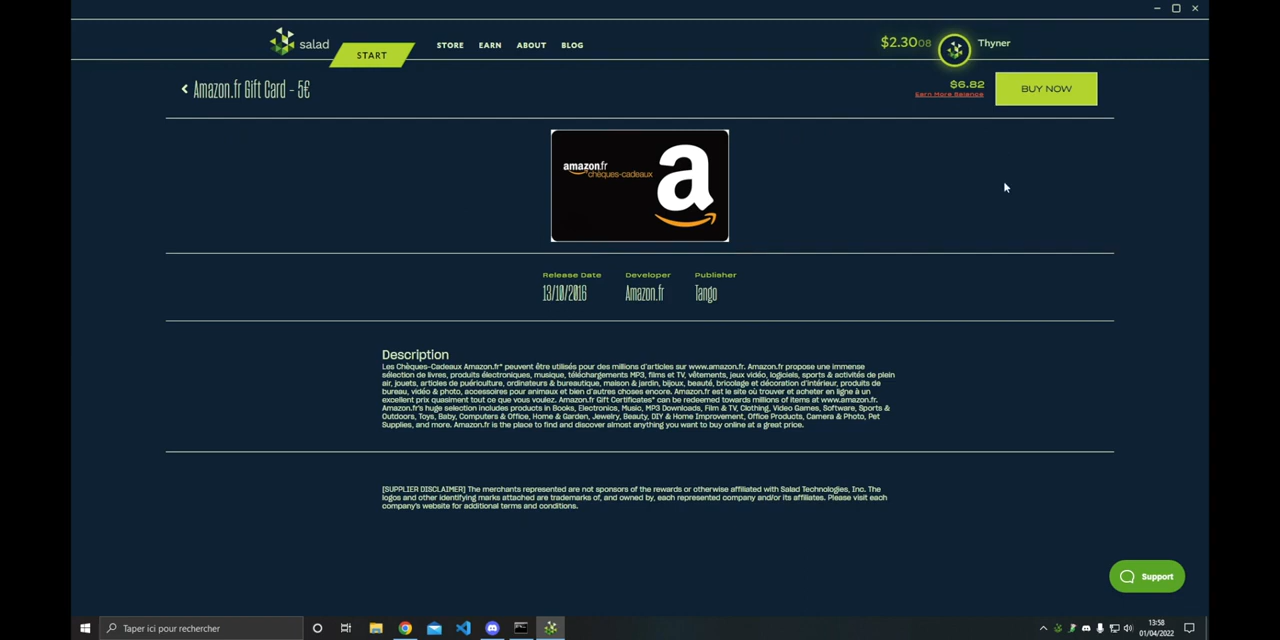 salad
START
STORE
EARN
ABOUT
BLOG
$2.3008
Thyner
Amazon.fr Gift Card - 5€
$6.82
Earn More Balance
BUY NOW
amazon.fr
chèques-cadeaux
a
Release Date
Developer
Publisher
13/10/2016
Amazon.fr
Tango
Description
Les Chèques-Cadeaux Amazon.fr* peuvent être utilisés pour des millions d'articles sur www.amazon.fr. Amazon.fr propose une immense
sélection de livres, produits électroniques, musique, téléchargements MP3, films et TV, vêtements, jeux vidéo, logiciels, sports & activités de plein
air, jouets, articles de puériculture, ordinateurs & bureautique, maison & jardin, bijoux, beauté, bricolage et décoration d'intérieur, produits de
bureau, vidéo & photo, accessoires pour animaux et bien d'autres choses encore. Amazon.fr est le site où trouver et acheter en ligne à un
excellent prix quasiment tout ce que vous voulez. Amazon.fr Gift Certificates* can be redeemed towards millions of items at www.amazon.fr.
Amazon.fr's huge selection includes products in Books, Electronics, Music, MP3 Downloads, Film & TV, Clothing, Video Games, Software, Sports &
Outdoors, Toys, Baby, Computers & Office, Home & Garden, Jewelry, Beauty, DIY & Home Improvement, Office Products, Camera & Photo, Pet
Supplies, and more. Amazon.fr is the place to find and discover almost anything you want to buy online at a great price.
[SUPPLIER DISCLAIMER] The merchants represented are not sponsors of the rewards or otherwise affiliated with Salad Technologies, Inc. The
logos and other identifying marks attached are trademarks of, and owned by, each represented company and/or its affiliates. Please visit each
company's website for additional terms and conditions.
Support
Taper ici pour rechercher
13:58
01/04/2022